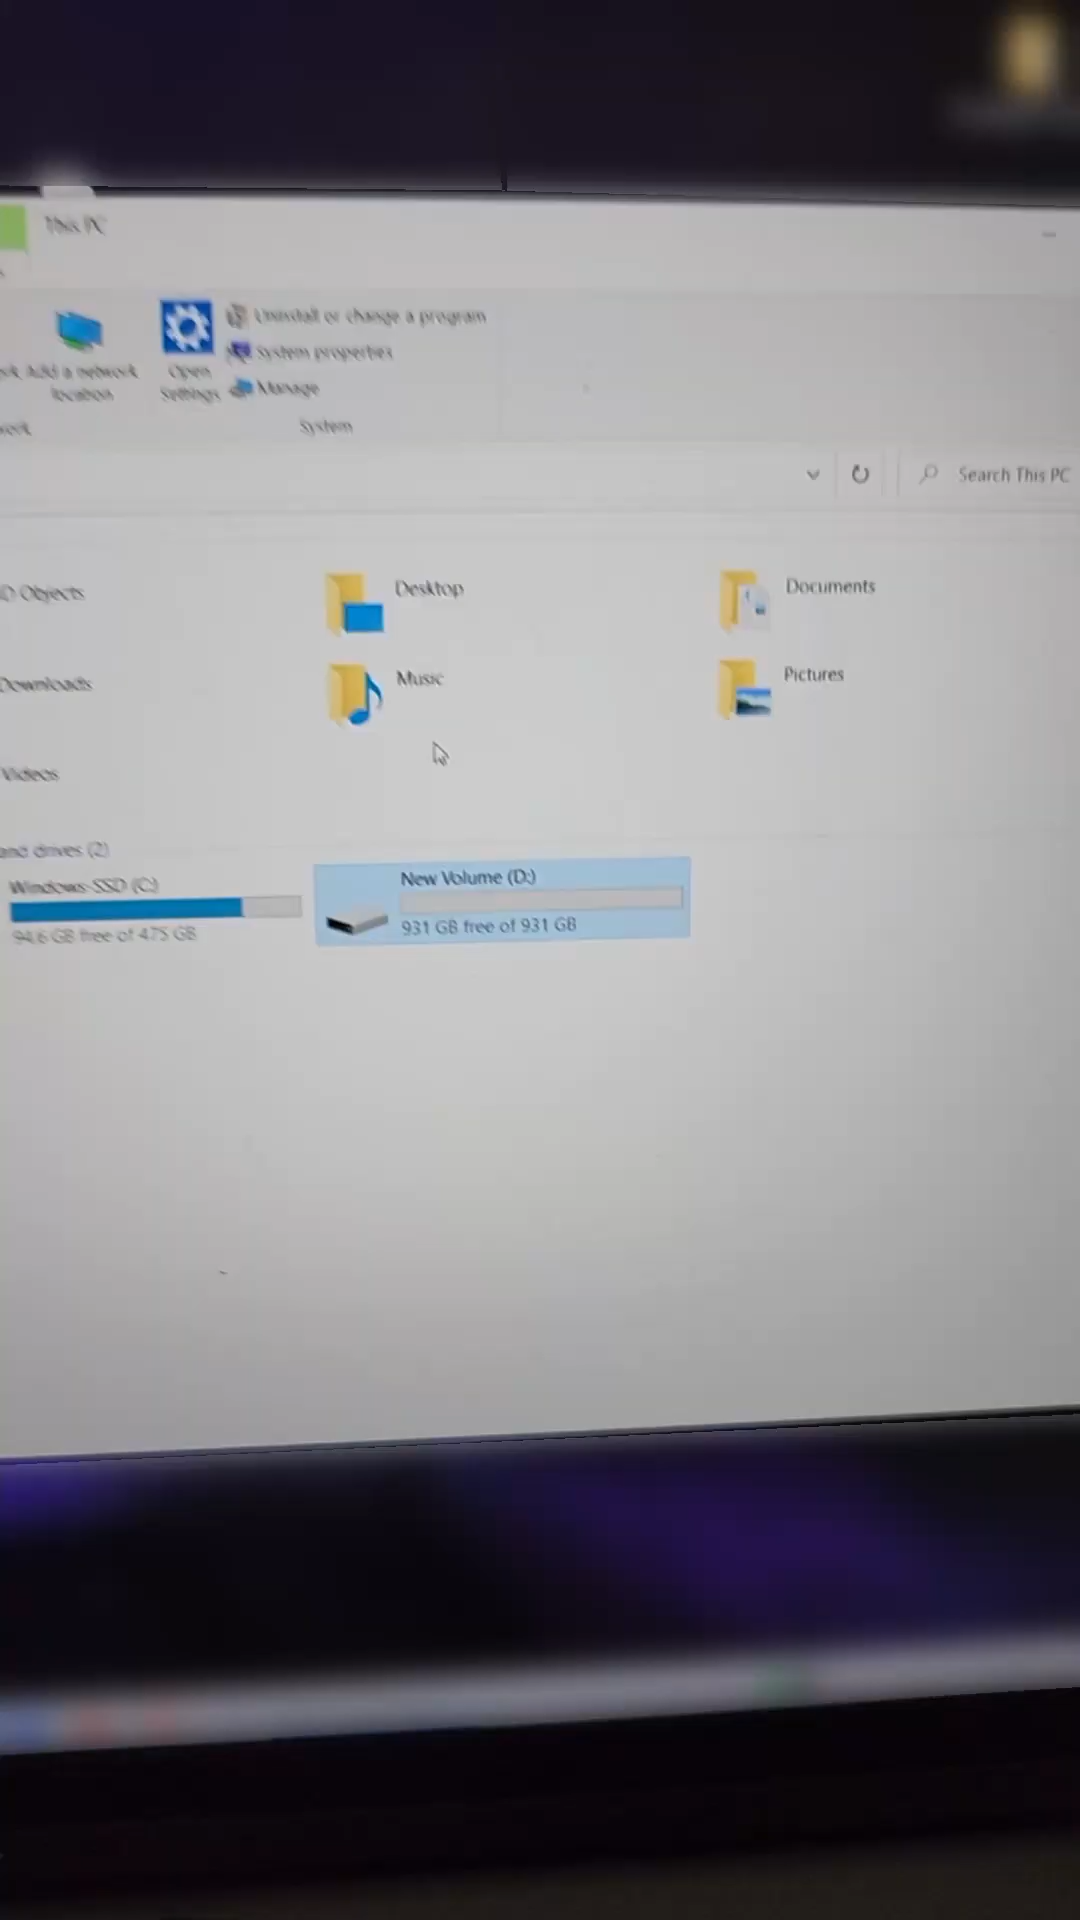 This PC
Uninstall or change a program
System properties
Manage
Add a network
location
Open
Settings
System
Search This PC
Objects
Desktop
Documents
Downloads
Music
Pictures
Videos
and drives (2)
Windows-SSD (C:)
94.6 GB free of 475 GB
New Volume (D:)
931 GB free of 931 GB